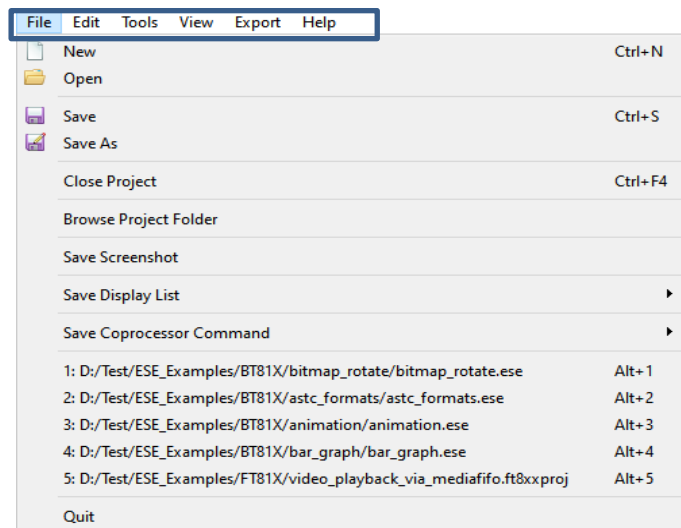 File Edit Tools View Export Help
New Ctrl+N
Open
Save Ctrl+S
Save As
Close Project Ctrl+F4
Browse Project Folder
Save Screenshot
Save Display List
Save Coprocessor Command
1: D:/Test/ESE_Examples/BT81X/bitmap_rotate/bitmap_rotate.ese Alt+1
2: D:/Test/ESE_Examples/BT81X/astc_formats/astc_formats.ese Alt+2
3: D:/Test/ESE_Examples/BT81X/animation/animation.ese Alt+3
4: D:/Test/ESE_Examples/BT81X/bar_graph/bar_graph.ese Alt+4
5: D:/Test/ESE_Examples/FT81X/video_playback_via_mediafifo.ft8xxproj Alt+5
Quit